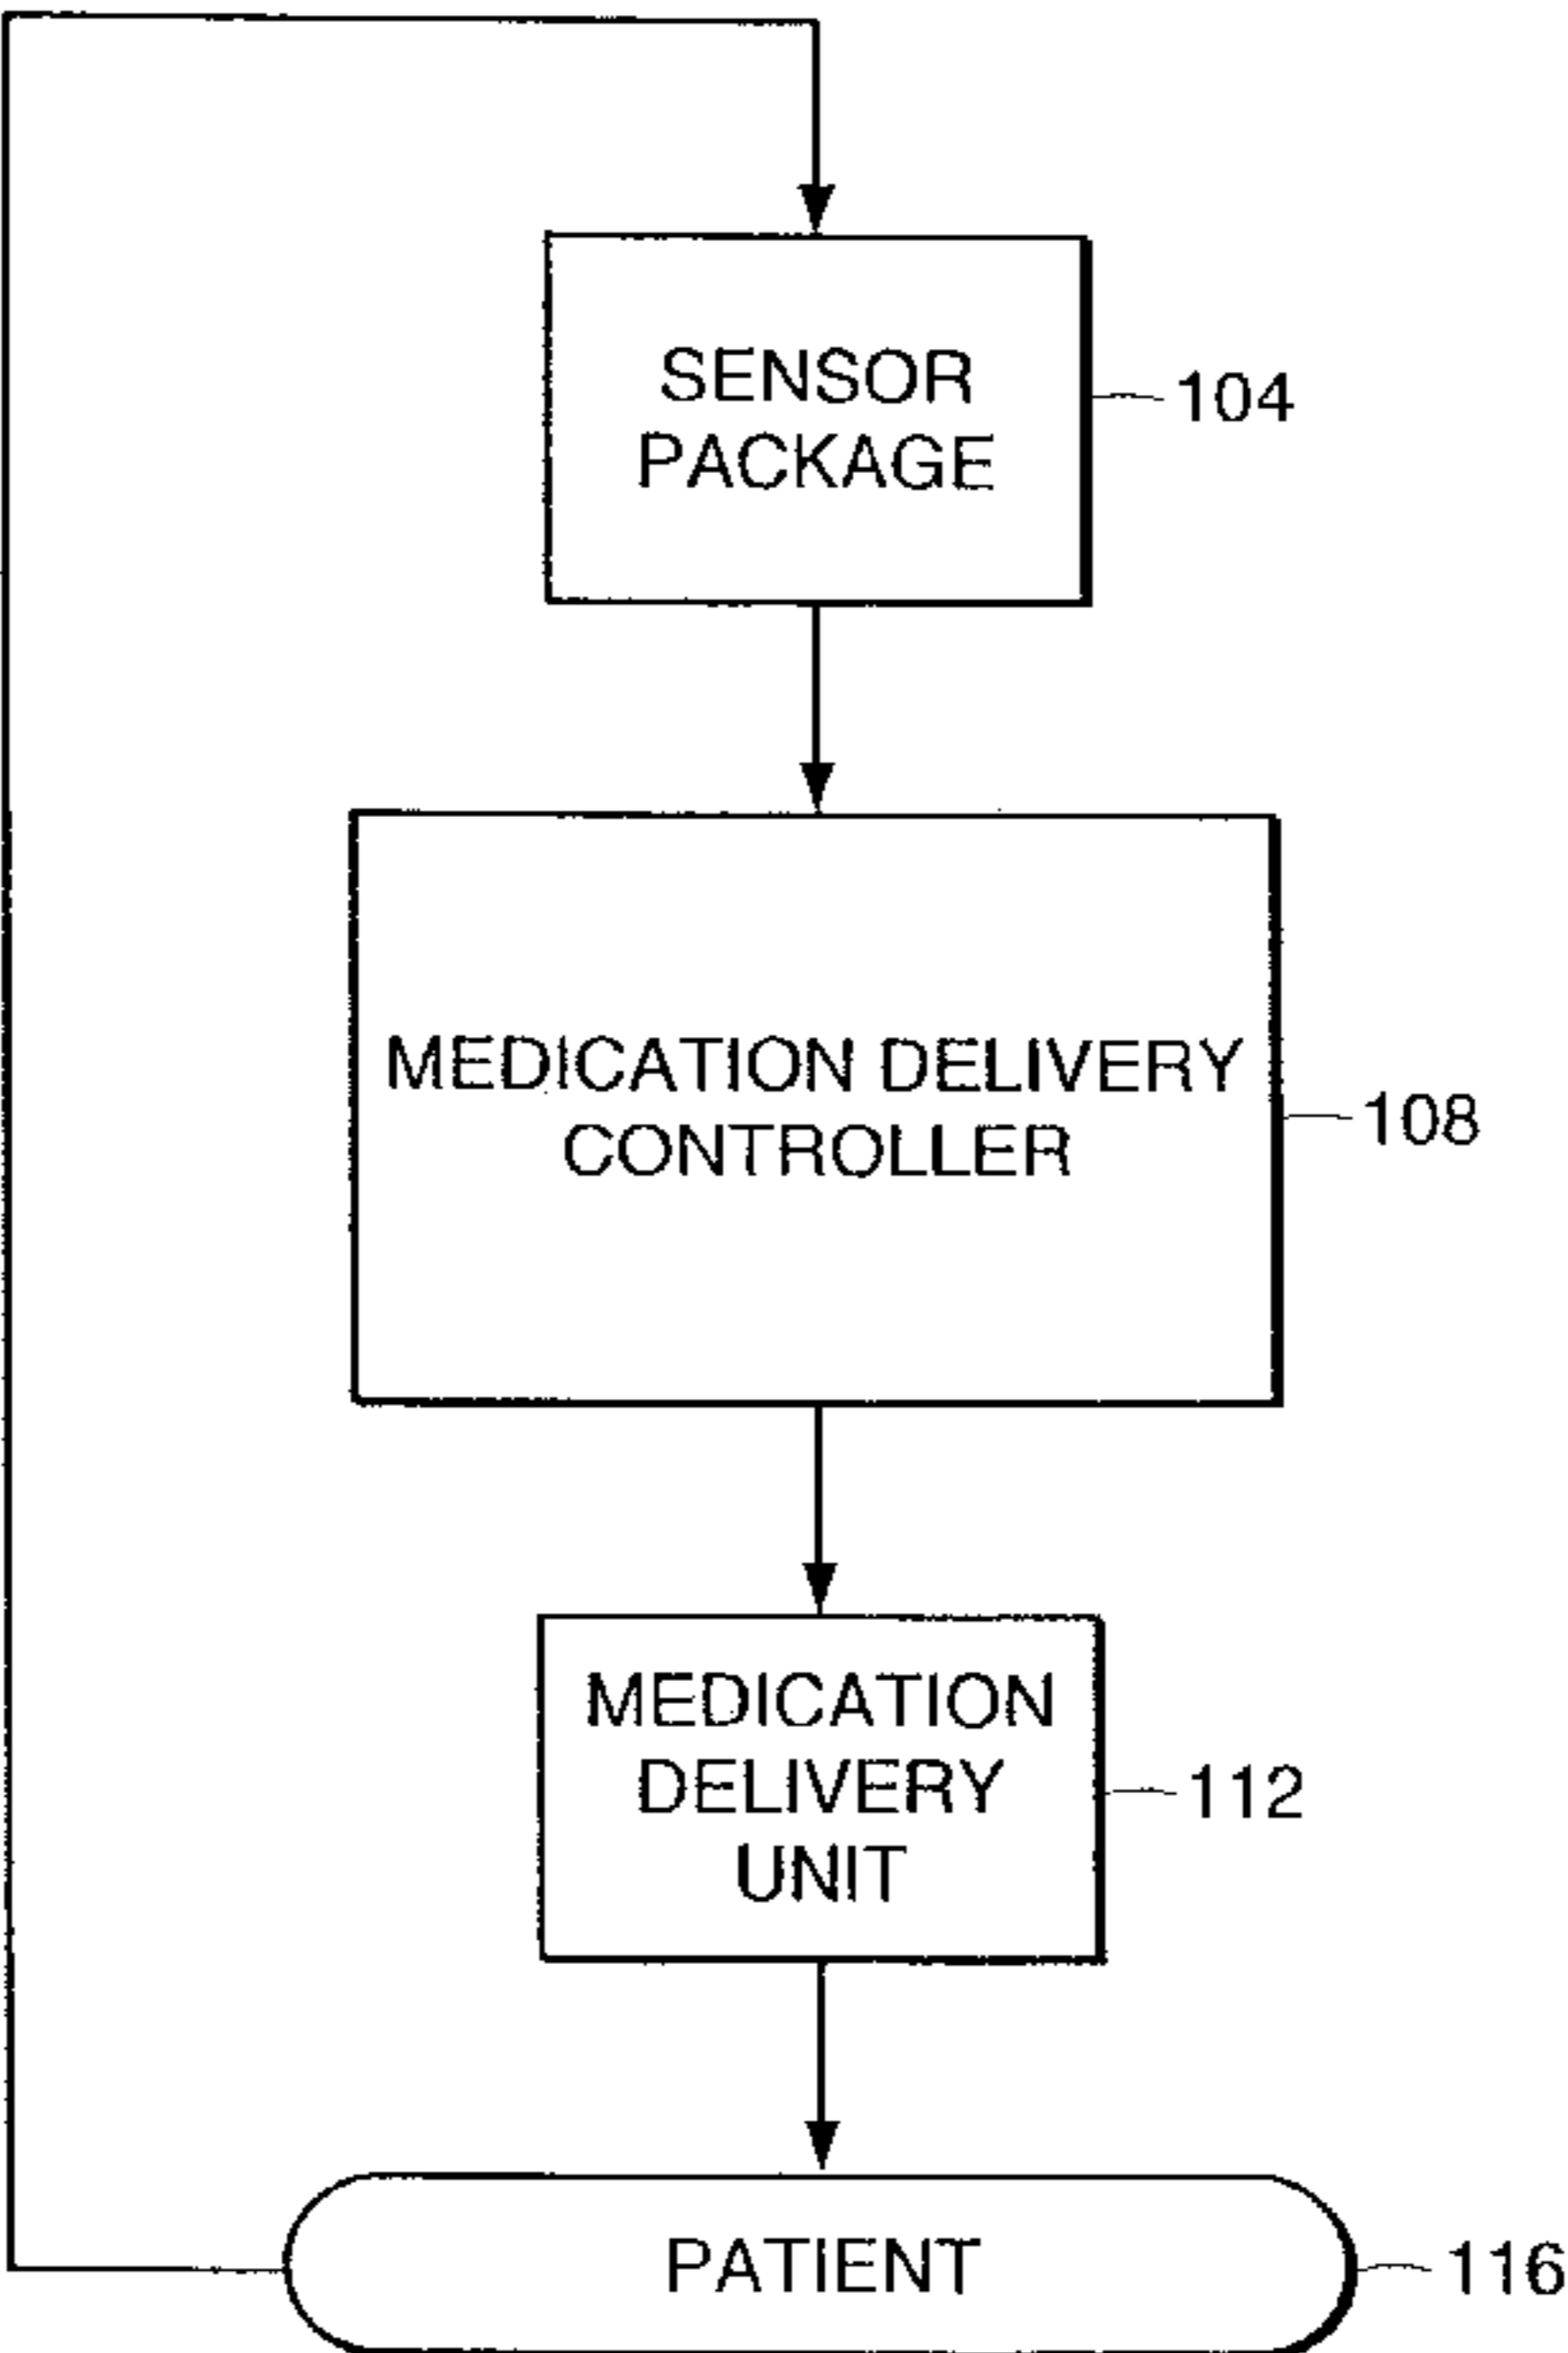 SENSOR
PACKAGE
104
MEDICATION DELIVERY
CONTROLLER
108
MEDICATION
DELIVERY
UNIT
112
PATIENT
116